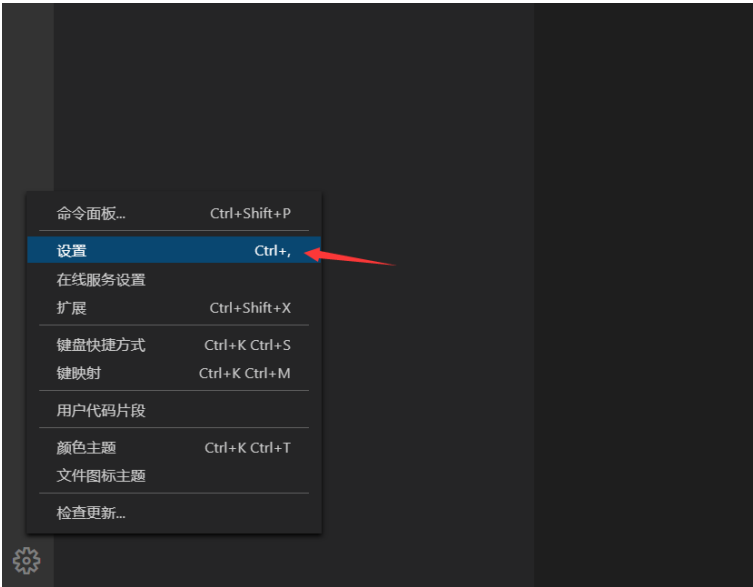 命令面板... Ctrl+Shift+P
设置 Ctrl+,
在线服务设置
扩展 Ctrl+Shift+X
键盘快捷方式 Ctrl+K Ctrl+S
键映射 Ctrl+K Ctrl+M
用户代码片段
颜色主题 Ctrl+K Ctrl+T
文件图标主题
检查更新...